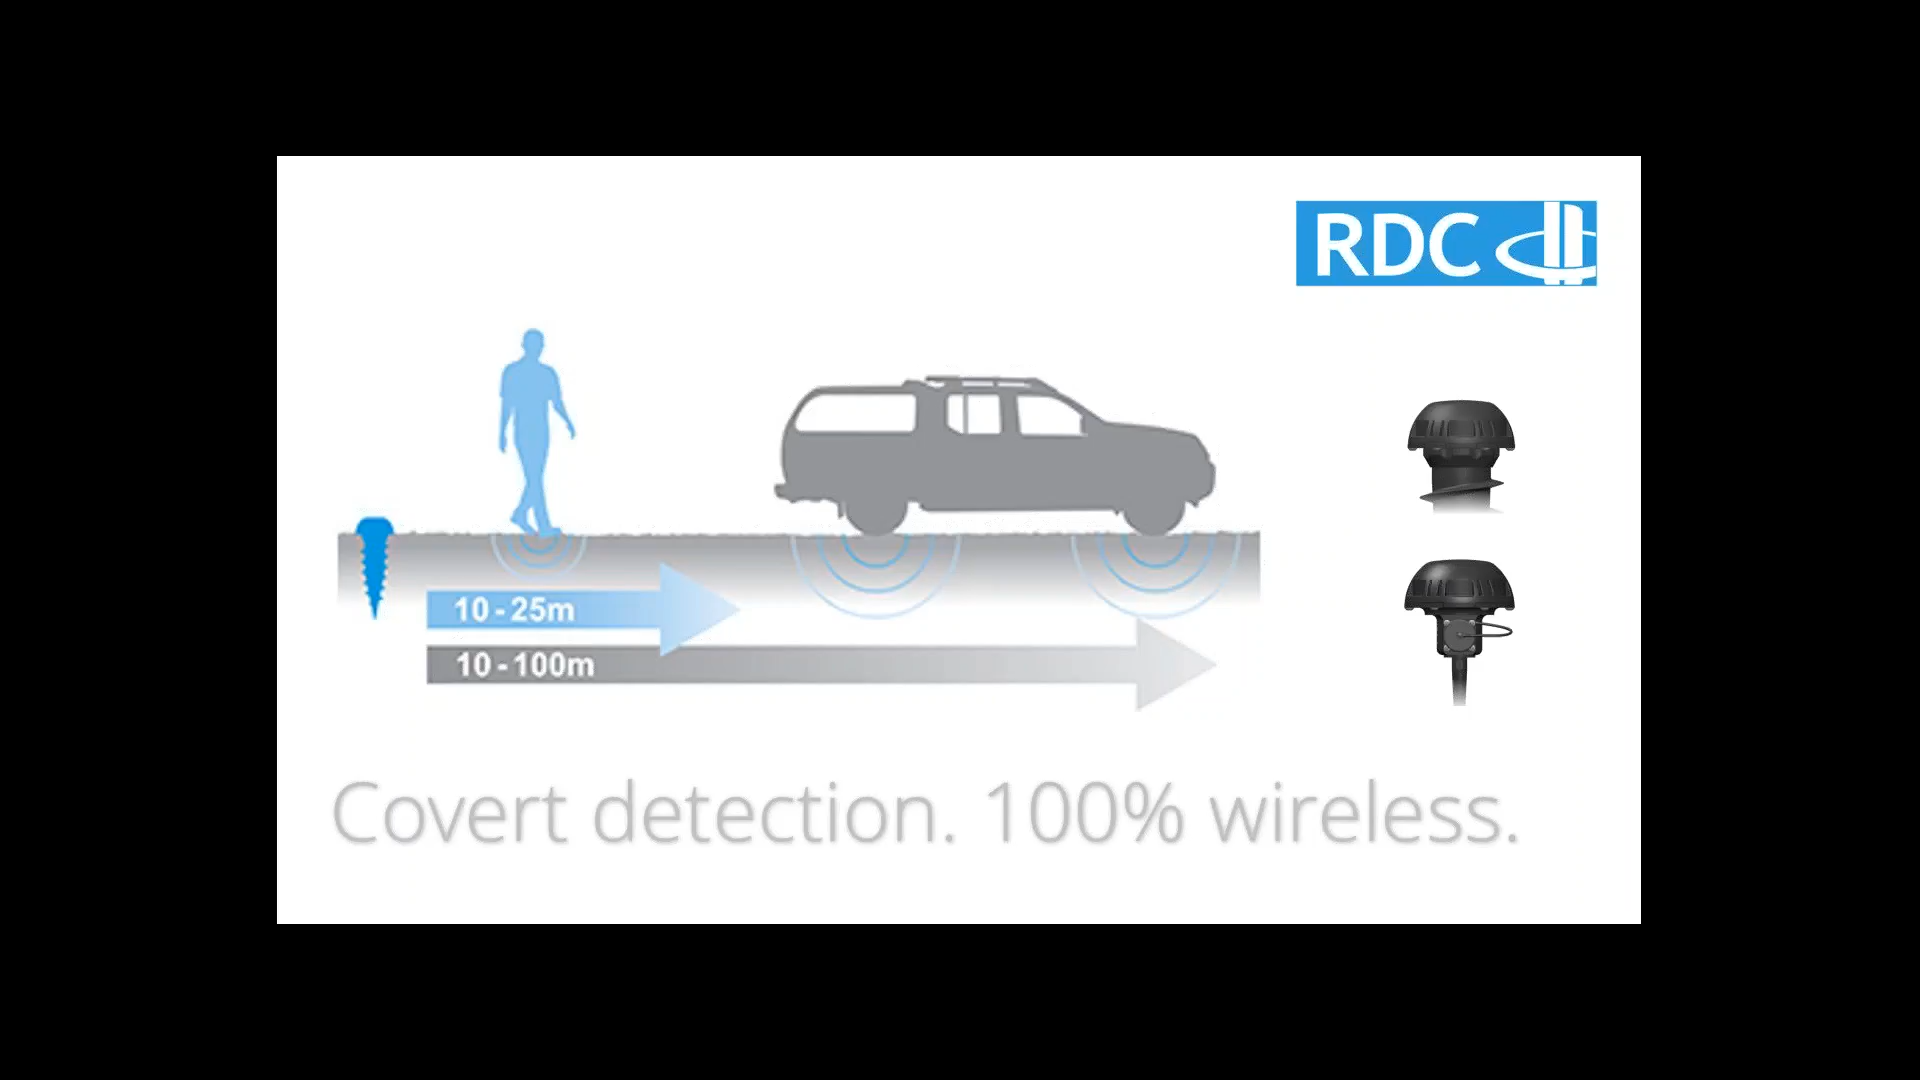 RDC
10 - 25m
10 - 100m
Covert detection. 100% wireless.